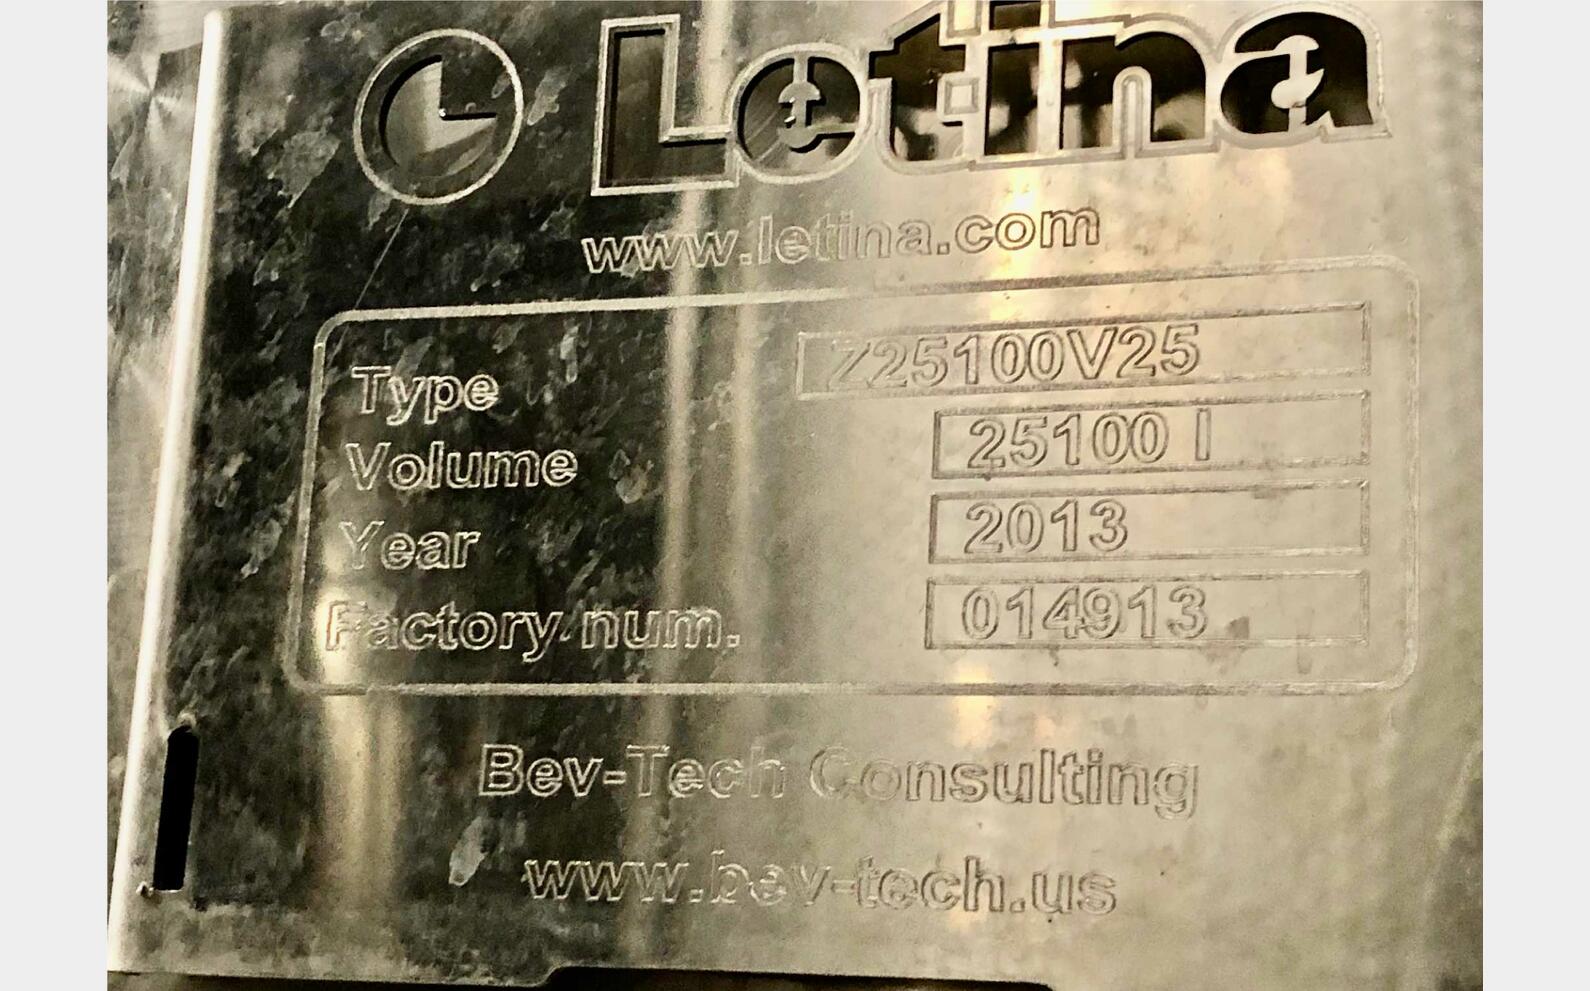 Letina
www.letina.com
Type Z25100V25
Volume 25100 l
Year 2013
Factory num. 014913
Bev-Tech Consulting
www.bev-tech.us